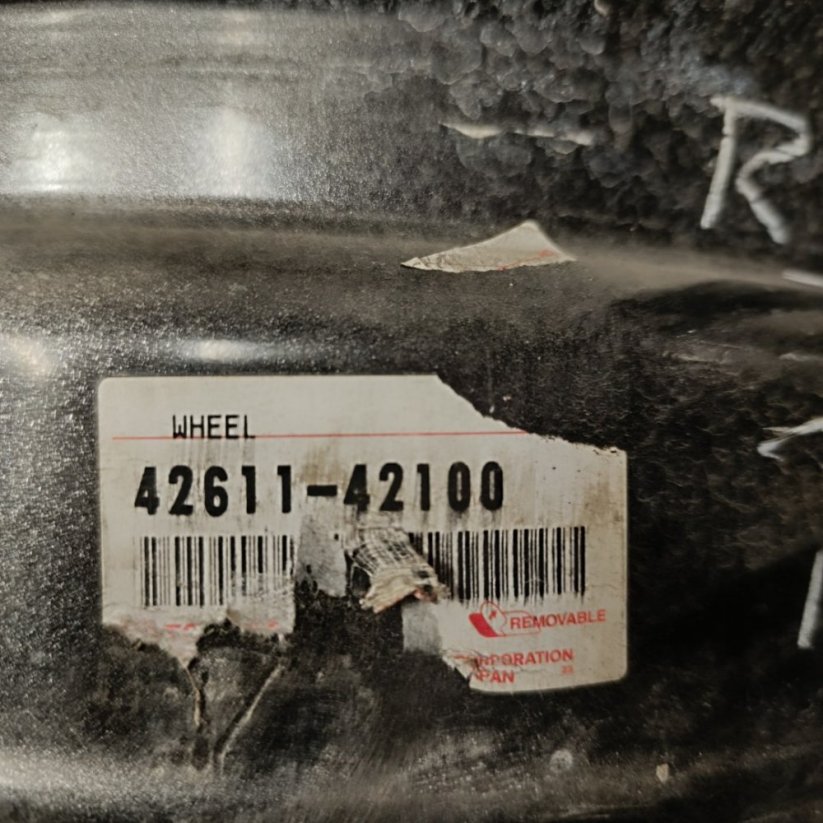 R
WHEEL
42611-42100
REMOVABLE
RPORATION
PAN